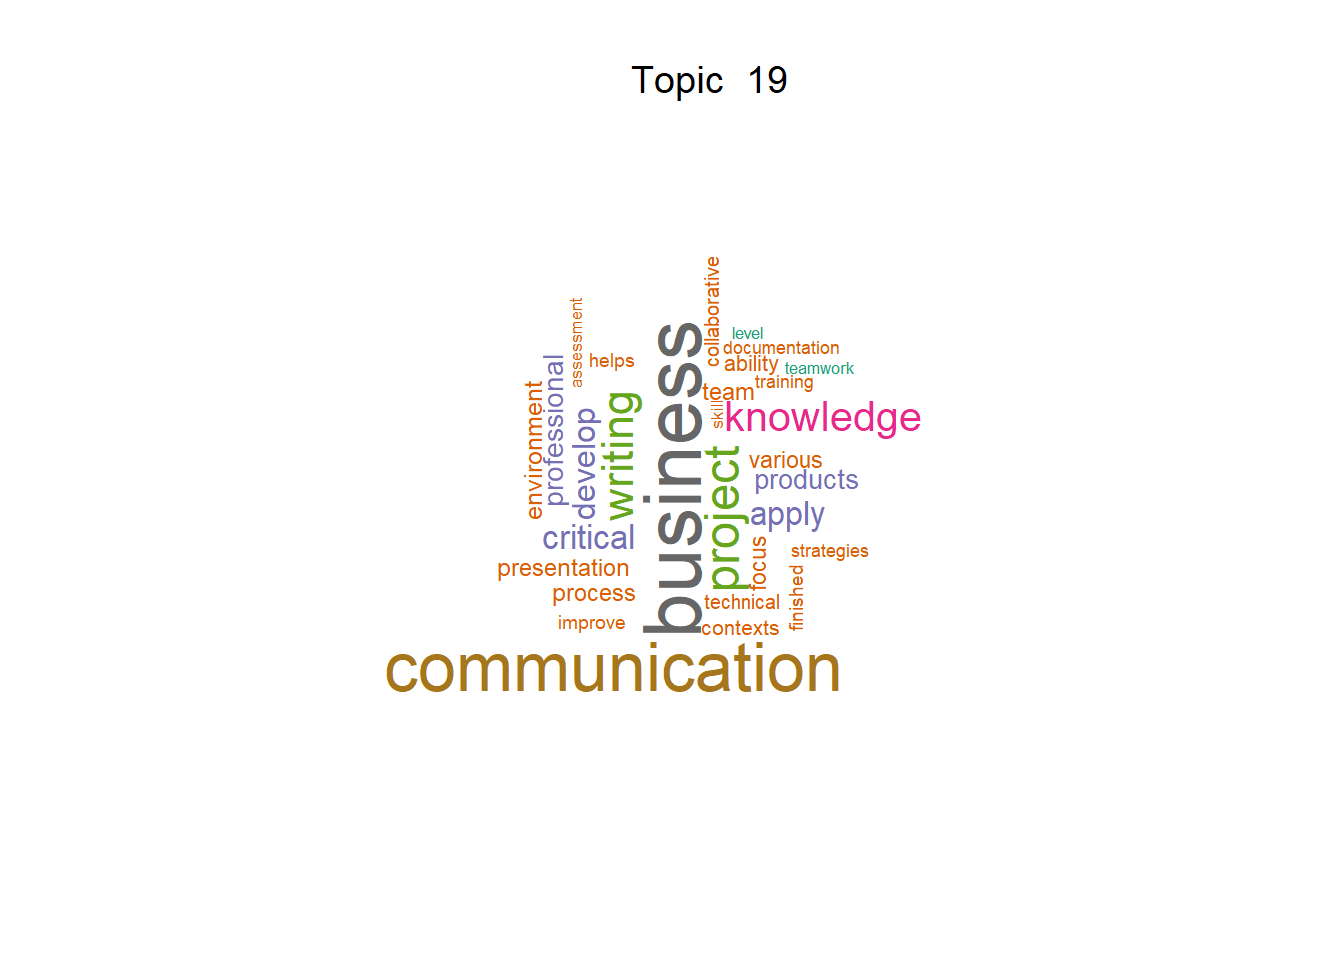 Topic 19
collaborative
level
documentation
assessment
helps
ability
teamwork
training
team
professional
environment
skill
knowledge
develop
writing
business
project
various
products
apply
critical
focus
strategies
presentation
process
technical
finished
improve
contexts
communication